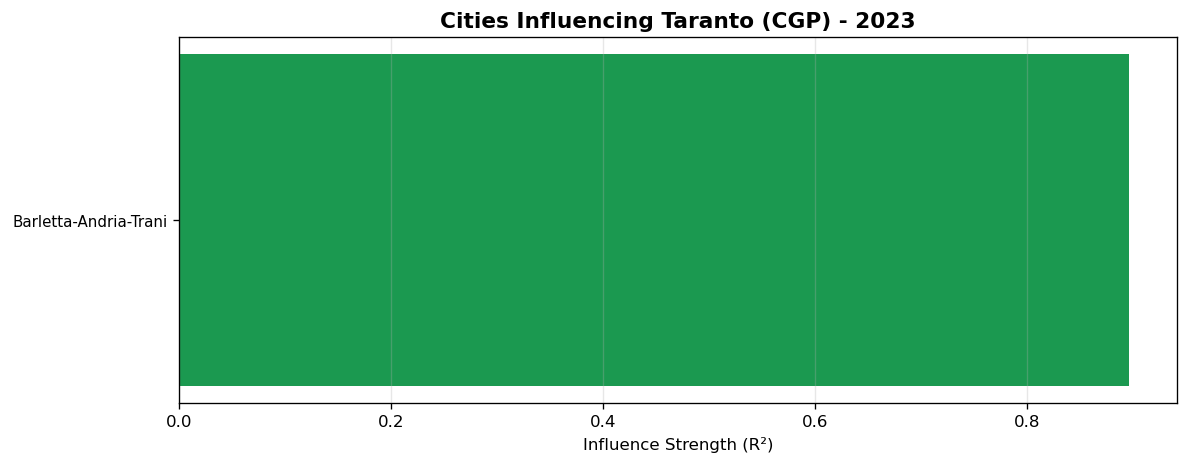 Cities Influencing Taranto (CGP) - 2023
Barletta-Andria-Trani
0.0 0.2 0.4 0.6 0.8
Influence Strength (R²)